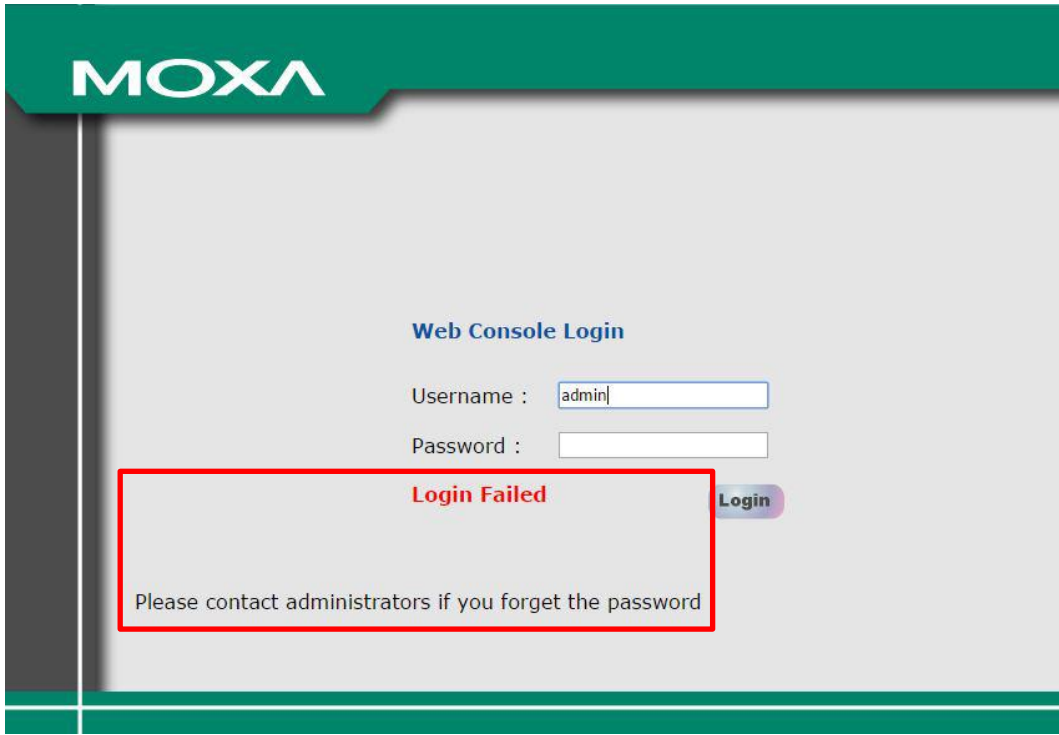 MOXA
Web Console Login
Username : admin
Password :
Login Failed
Login
Please contact administrators if you forget the password